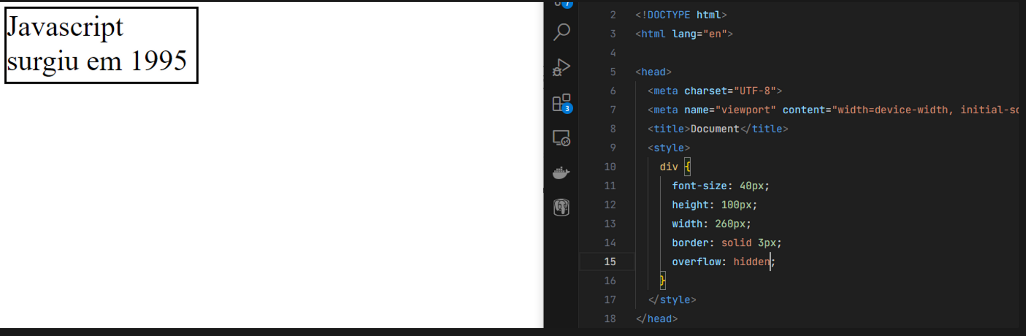 Javascript
surgiu em 1995
7
3
2 <!DOCTYPE html>
3 <html lang="en">
4
5 <head>
6 <meta charset="UTF-8">
7 <meta name="viewport" content="width=device-width,
8 <title>Document</title>
9 <style>
10 div {
11 font-size: 40px;
12 height: 100px;
13 width: 260px;
14 border: solid 3px;
15 overflow: hidden;
16 }
17 </style>
18 </head>